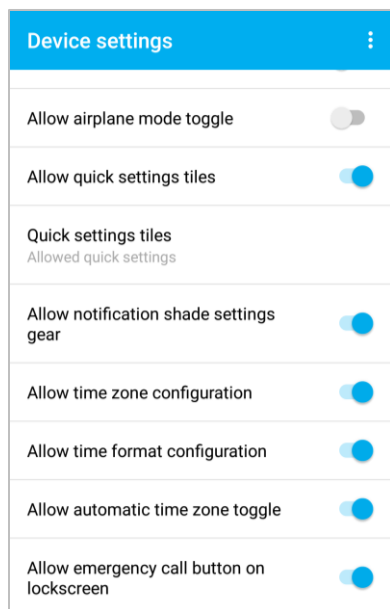 Device settings
Allow airplane mode toggle
Allow quick settings tiles
Quick settings tiles
Allowed quick settings
Allow notification shade settings
gear
Allow time zone configuration
Allow time format configuration
Allow automatic time zone toggle
Allow emergency call button on
lockscreen